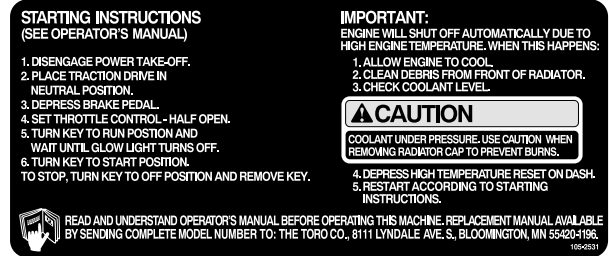 STARTING INSTRUCTIONS
(SEE OPERATOR'S MANUAL)
1. DISENGAGE POWER TAKE-OFF.
2. PLACE TRACTION DRIVE IN
NEUTRAL POSITION.
3. DEPRESS BRAKE PEDAL.
4. SET THROTTLE CONTROL - HALF OPEN.
5. TURN KEY TO RUN POSTION AND
WAIT UNTIL GLOW LIGHT TURNS OFF.
6. TURN KEY TO START POSITION.
TO STOP, TURN KEY TO OFF POSITION AND REMOVE KEY.
IMPORTANT:
ENGINE WILL SHUT OFF AUTOMATICALLY DUE TO
HIGH ENGINE TEMPERATURE. WHEN THIS HAPPENS:
1. ALLOW ENGINE TO COOL.
2. CLEAN DEBRIS FROM FRONT OF RADIATOR.
3. CHECK COOLANT LEVEL.
CAUTION
COOLANT UNDER PRESSURE. USE CAUTION WHEN
REMOVING RADIATOR CAP TO PREVENT BURNS.
4. DEPRESS HIGH TEMPERATURE RESET ON DASH.
5. RESTART ACCORDING TO STARTING
INSTRUCTIONS.
READ AND UNDERSTAND OPERATOR'S MANUAL BEFORE OPERATING THIS MACHINE. REPLACEMENT MANUAL AVAILABLE
BY SENDING COMPLETE MODEL NUMBER TO: THE TORO CO., 8111 LYNDALE AVE. S., BLOOMINGTON, MN 55420-1196.
105-2531